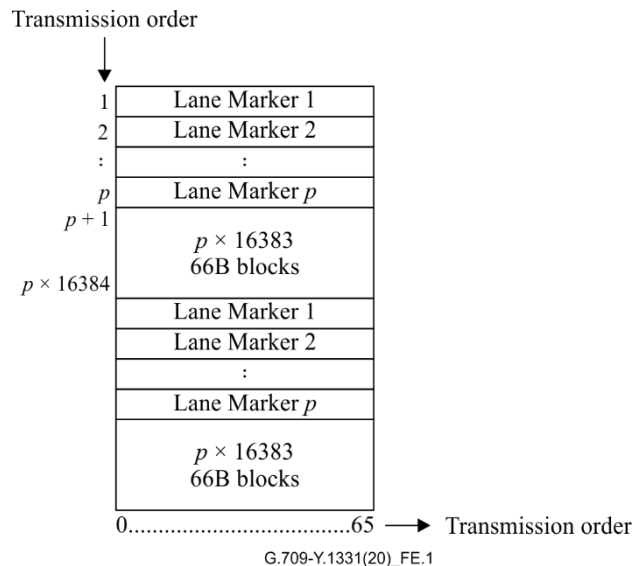 Transmission order
1 Lane Marker 1
2 Lane Marker 2
: :
p Lane Marker p
p + 1
p × 16383
66B blocks
p × 16384
Lane Marker 1
Lane Marker 2
:
Lane Marker p
p × 16383
66B blocks
0..................................65 Transmission order
G.709-Y.1331(20)_FE.1